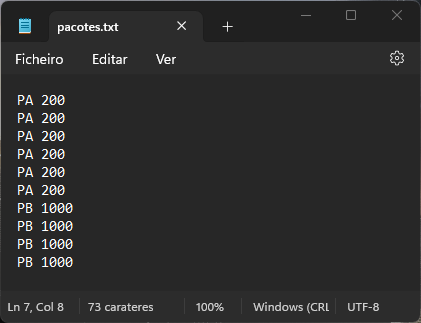 pacotes.txt
Ficheiro Editar Ver
PA 200
PA 200
PA 200
PA 200
PA 200
PA 200
PB 1000
PB 1000
PB 1000
PB 1000
Ln 7, Col 8 73 carateres 100% Windows (CRL UTF-8